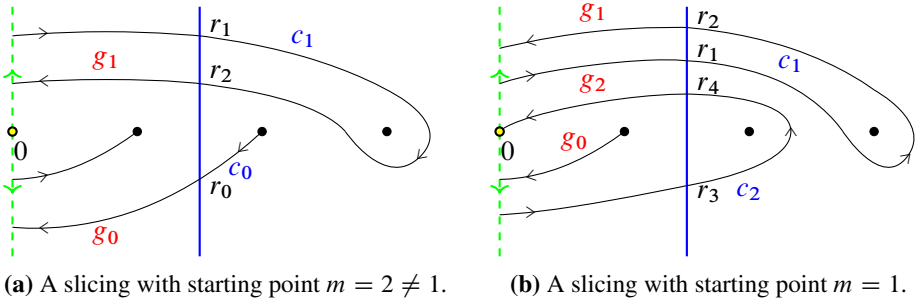 r₁ c₁
g₁ r₂
0
c₀
r₀
g₀
(a) A slicing with starting point m = 2 ≠ 1.
g₁ r₂
r₁ c₁
g₂ r₄
0 g₀
r₃ c₂
(b) A slicing with starting point m = 1.